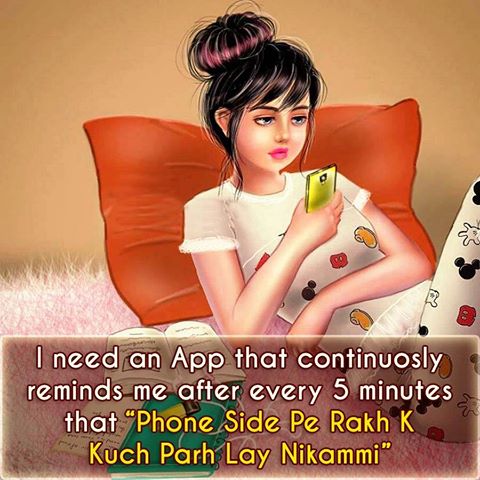 I need an App that continuosly
reminds me after every 5 minutes
that “Phone Side Pe Rakh K
Kuch Parh Lay Nikammi”